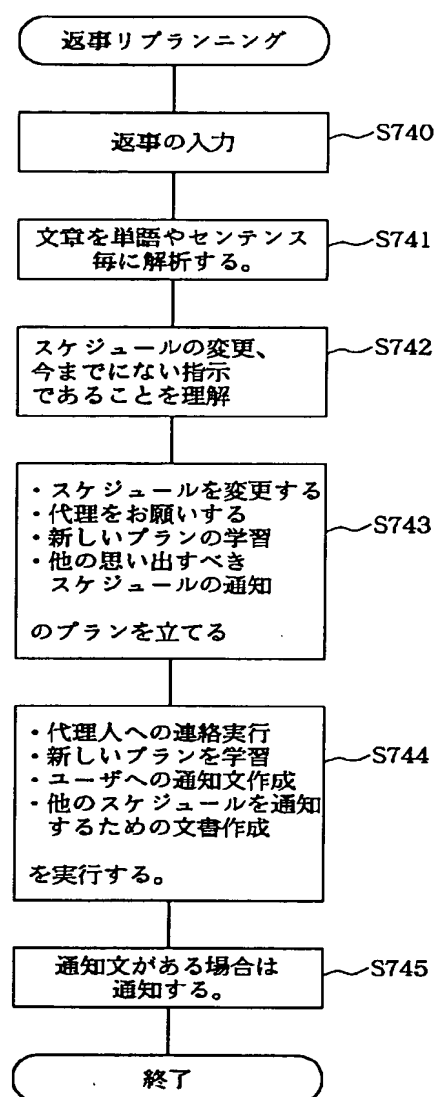 返事リプランニング
返事の入力
S740
文章を単語やセンテンス
毎に解析する。
S741
スケジュールの変更、
今までにない指示
であることを理解
S742
・スケジュールを変更する
・代理をお願いする
・新しいプランの学習
・他の思い出すべき
スケジュールの通知
のプランを立てる
S743
・代理人への連絡実行
・新しいプランを学習
・ユーザへの通知文作成
・他のスケジュールを通知
するための文書作成
を実行する。
S744
通知文がある場合は
通知する。
S745
終了